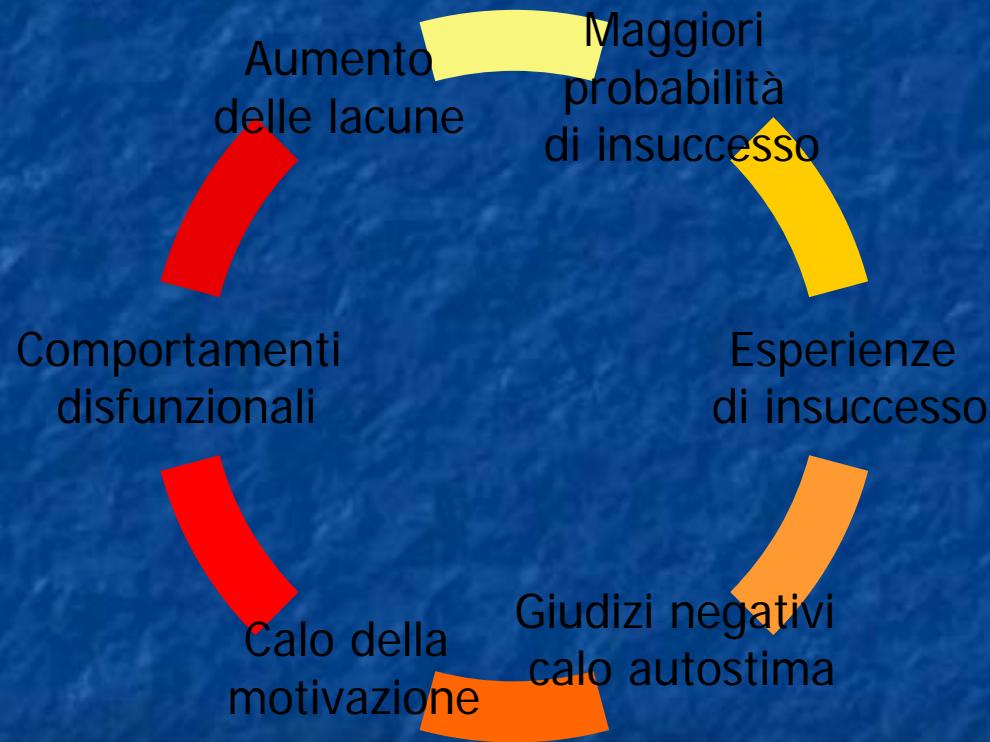 Maggiori
probabilità
di insuccesso
Esperienze
di insuccesso
Giudizi negativi
calo autostima
Calo della
motivazione
Comportamenti
disfunzionali
Aumento
delle lacune